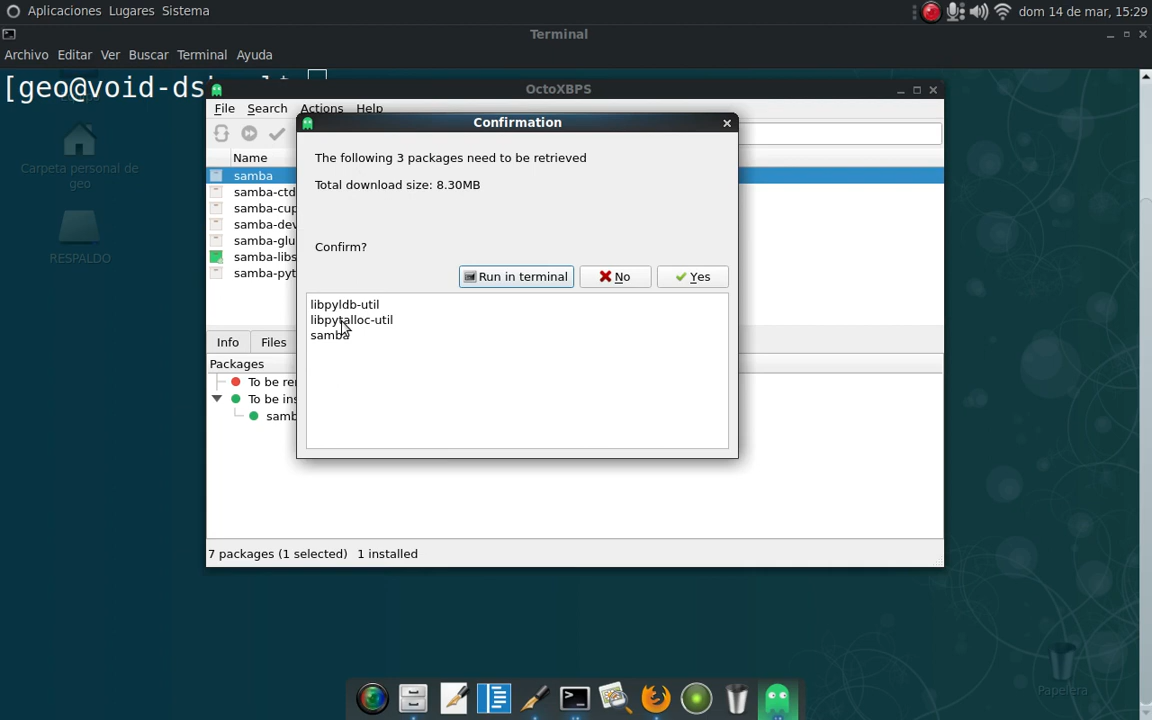 Aplicaciones Lugares Sistema
dom 14 de mar, 15:29
Terminal
Archivo Editar Ver Buscar Terminal Ayuda
[geo@void-ds
OctoXBPS
File Search Actions Help
Confirmation
The following 3 packages need to be retrieved
Total download size: 8.30MB
Confirm?
Run in terminal No Yes
libpyldb-util
libpytalloc-util
samba
Name
samba
samba-ctd
samba-cup
samba-dev
samba-glu
samba-libs
samba-pyt
Info Files
Packages
To be re
To be ins
samb
7 packages (1 selected) 1 installed
Carpeta personal de
geo
RESPALDO
Papelera